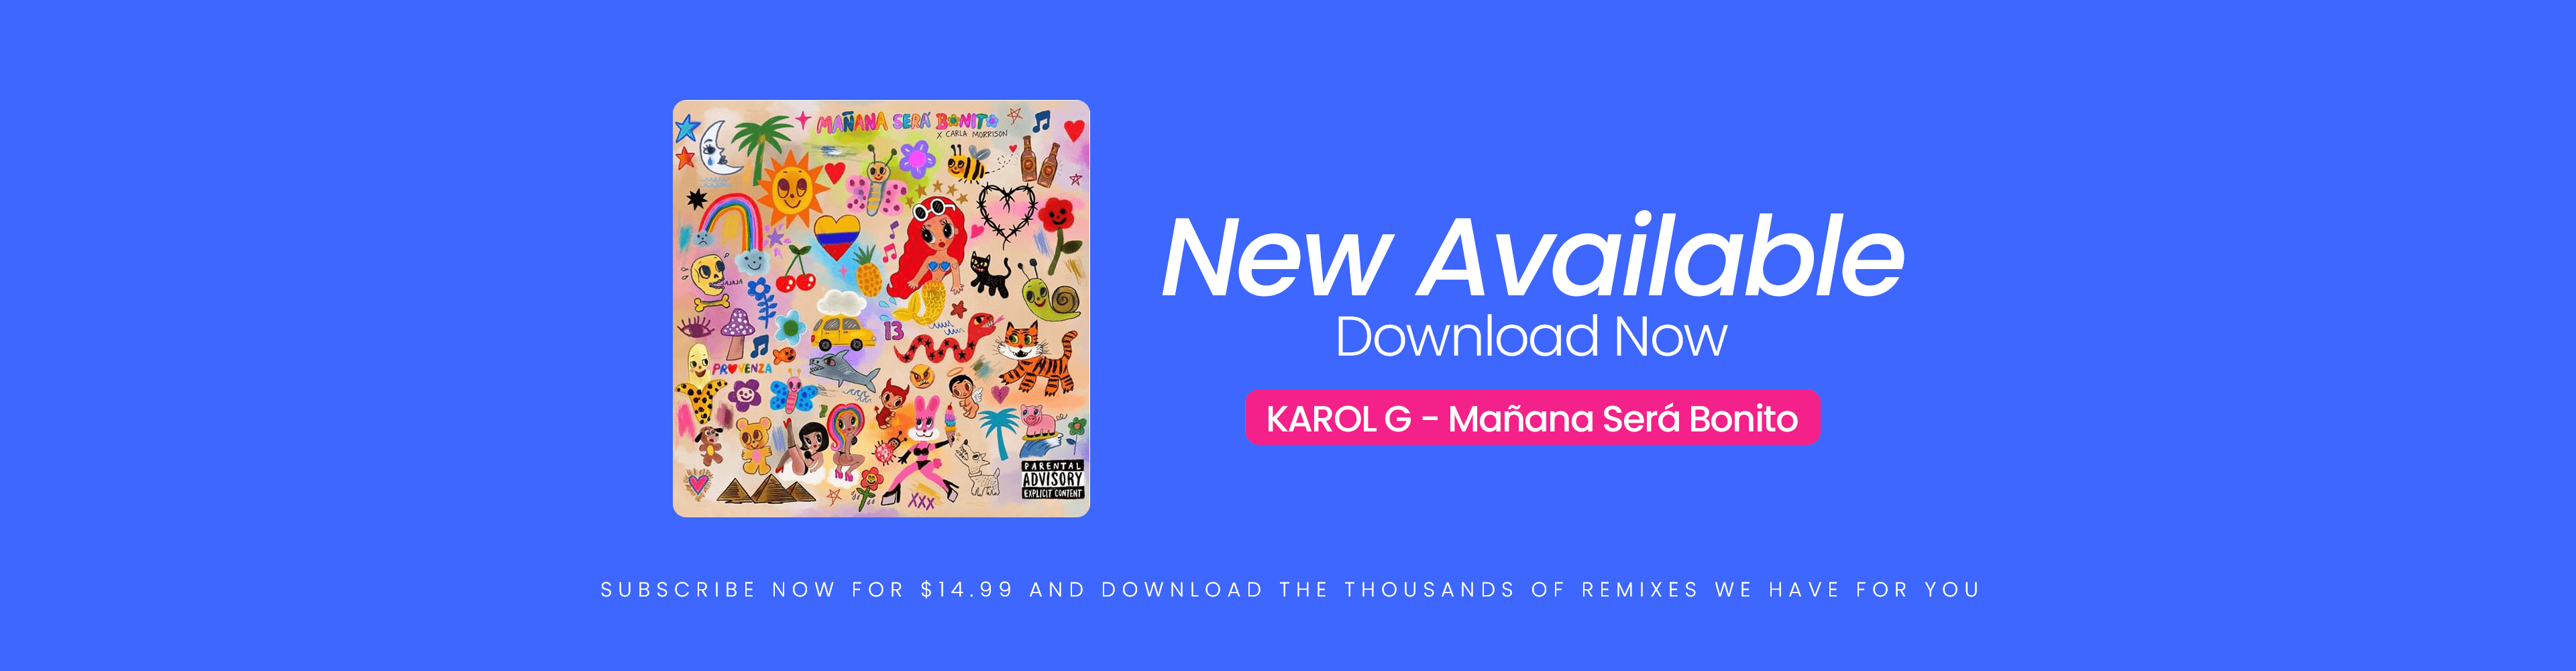 MAÑANA SERÁ BONITO
X CARLA MORRISON
JAJAJA
13
PROVENZA
XXX
PARENTAL
ADVISORY
EXPLICIT CONTENT
New Available
Download Now
KAROL G - Mañana Será Bonito
SUBSCRIBE NOW FOR $14.99 AND DOWNLOAD THE THOUSANDS OF REMIXES WE HAVE FOR YOU